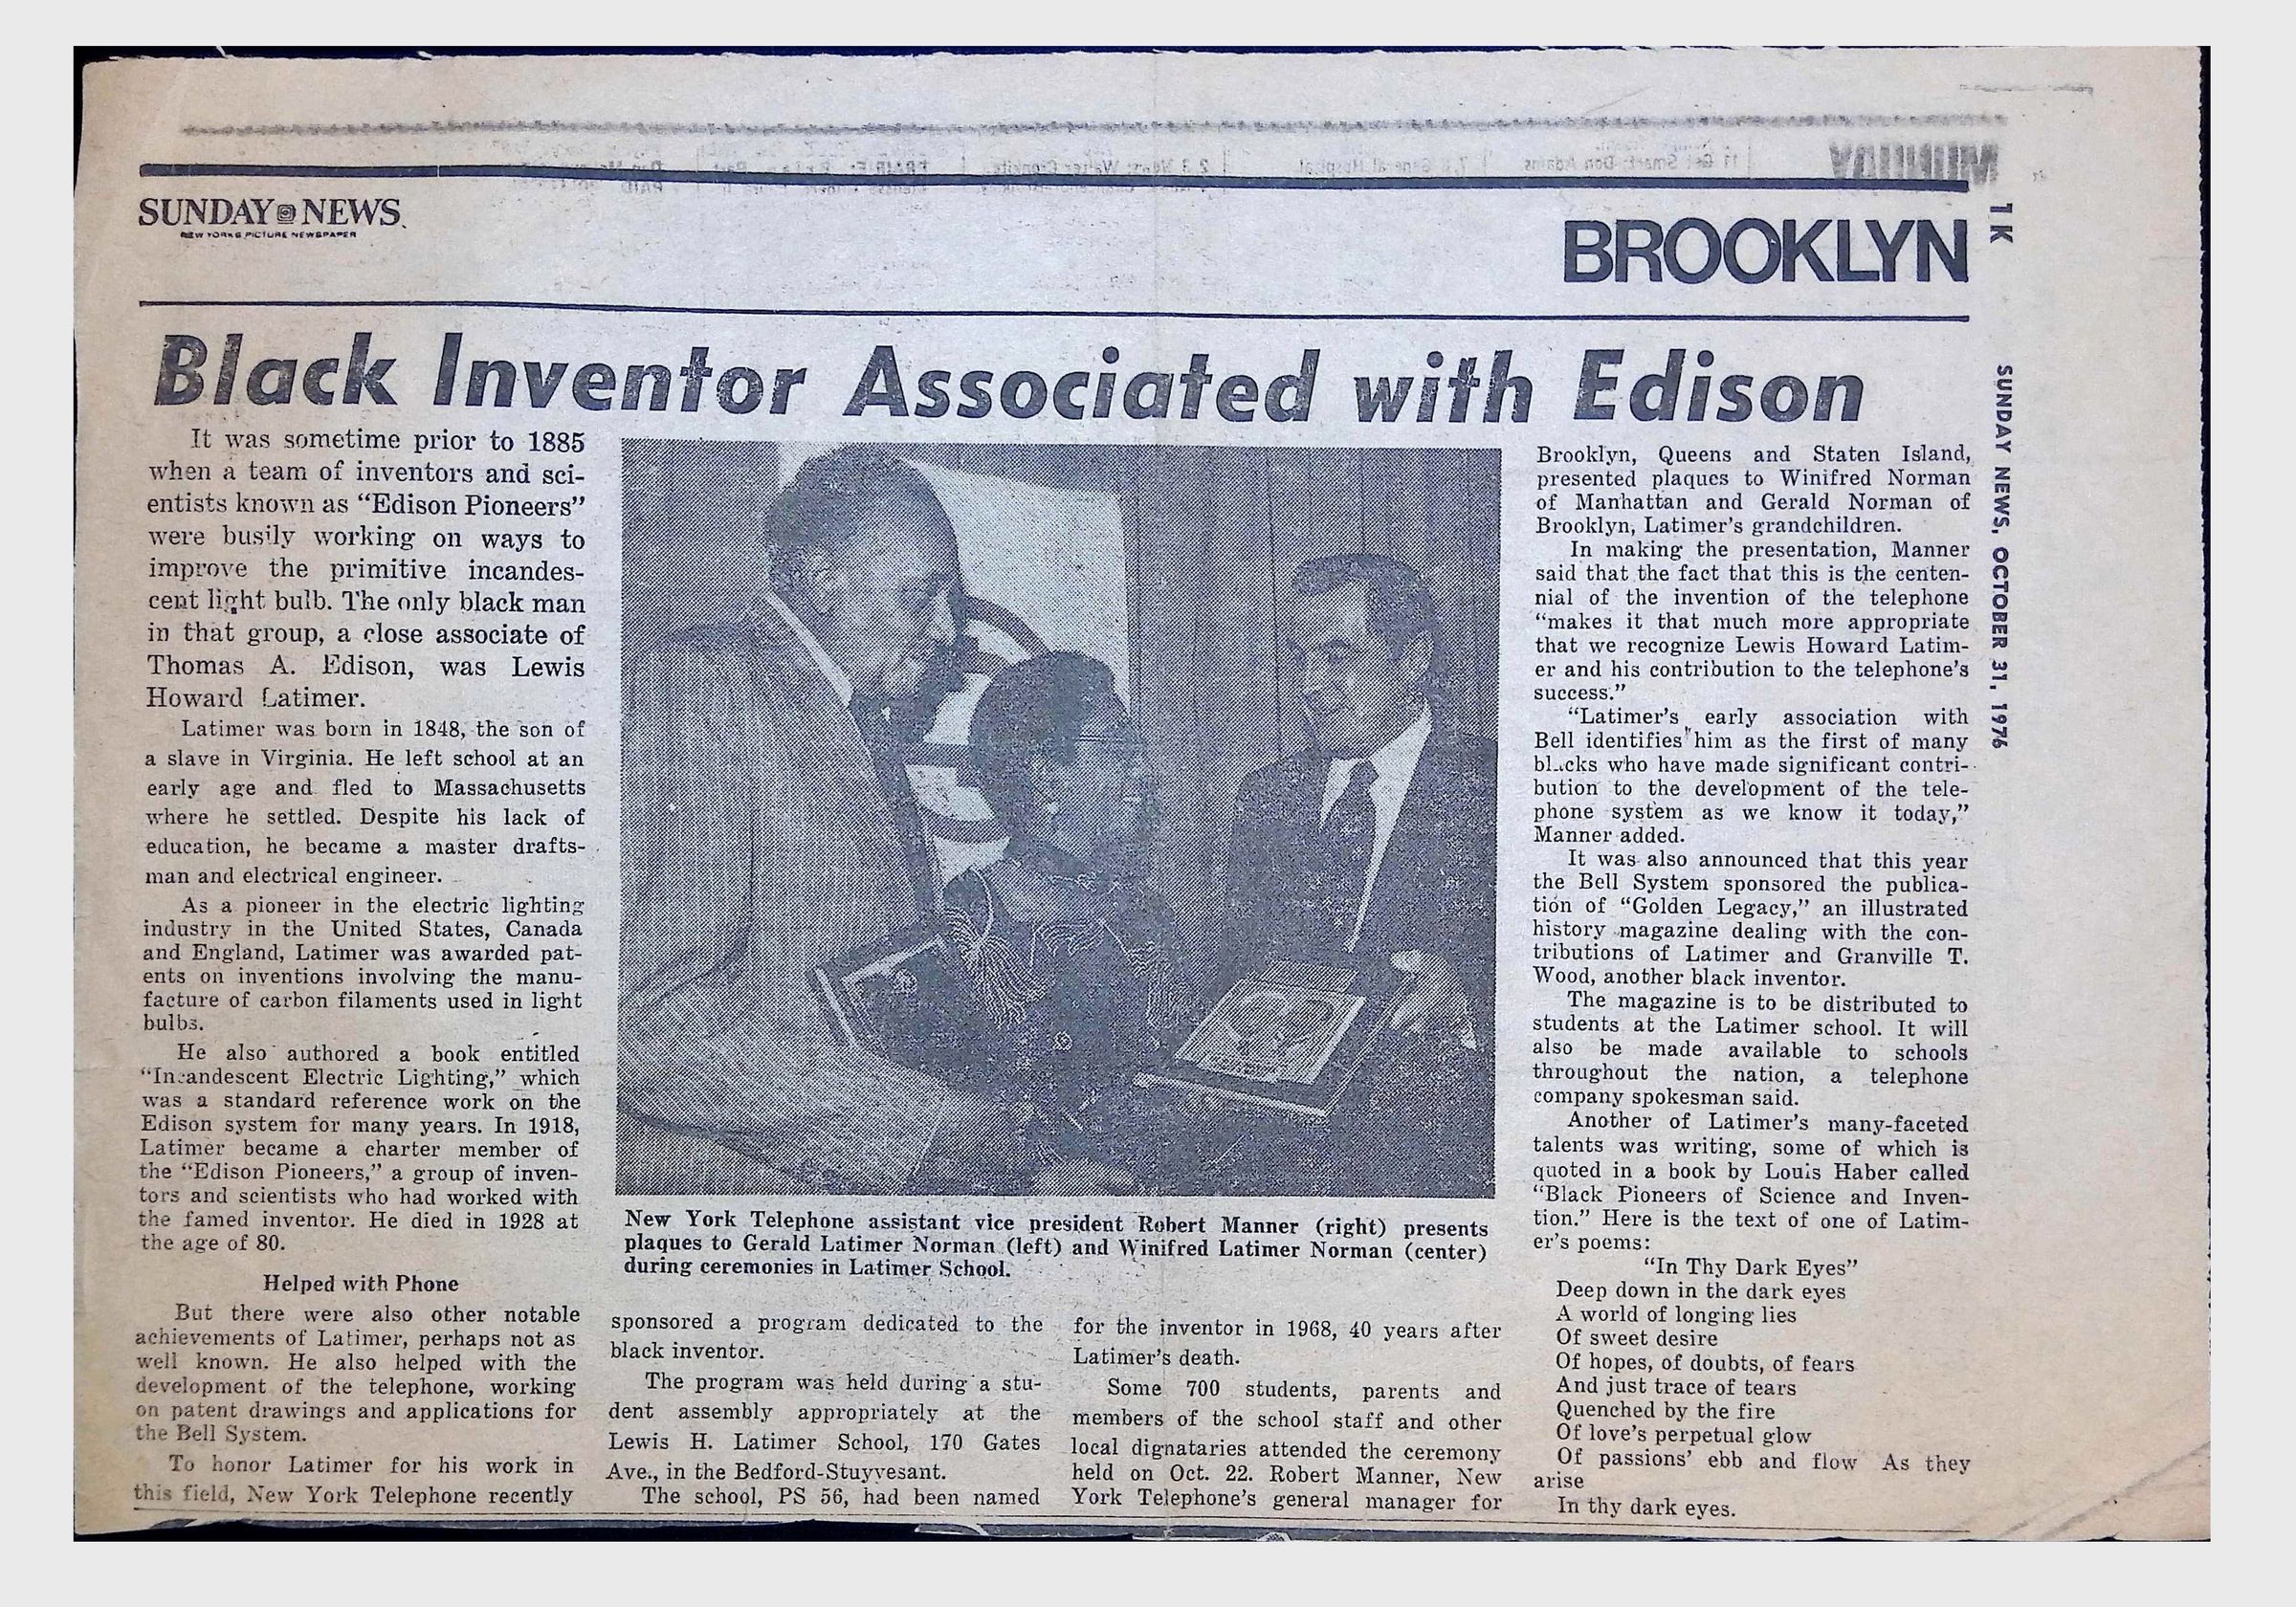 SUNDAY NEWS
NEW YORK'S PICTURE NEWSPAPER
BROOKLYN
1 K
SUNDAY NEWS, OCTOBER 31, 1976
Black Inventor Associated with Edison
It was sometime prior to 1885
when a team of inventors and sci-
entists known as “Edison Pioneers”
were busily working on ways to
improve the primitive incandes-
cent light bulb. The only black man
in that group, a close associate of
Thomas A. Edison, was Lewis
Howard Latimer.
Latimer was born in 1848, the son of
a slave in Virginia. He left school at an
early age and fled to Massachusetts
where he settled. Despite his lack of
education, he became a master drafts-
man and electrical engineer.
As a pioneer in the electric lighting
industry in the United States, Canada
and England, Latimer was awarded pat-
ents on inventions involving the manu-
facture of carbon filaments used in light
bulbs.
He also authored a book entitled
“Incandescent Electric Lighting,” which
was a standard reference work on the
Edison system for many years. In 1918,
Latimer became a charter member of
the “Edison Pioneers,” a group of inven-
tors and scientists who had worked with
the famed inventor. He died in 1928 at
the age of 80.
Helped with Phone
But there were also other notable
achievements of Latimer, perhaps not as
well known. He also helped with the
development of the telephone, working
on patent drawings and applications for
the Bell System.
To honor Latimer for his work in
this field, New York Telephone recently
New York Telephone assistant vice president Robert Manner (right) presents
plaques to Gerald Latimer Norman (left) and Winifred Latimer Norman (center)
during ceremonies in Latimer School.
sponsored a program dedicated to the
black inventor.
The program was held during a stu-
dent assembly appropriately at the
Lewis H. Latimer School, 170 Gates
Ave., in the Bedford-Stuyvesant.
The school, PS 56, had been named
for the inventor in 1968, 40 years after
Latimer's death.
Some 700 students, parents and
members of the school staff and other
local dignataries attended the ceremony
held on Oct. 22. Robert Manner, New
York Telephone's general manager for
Brooklyn, Queens and Staten Island,
presented plaques to Winifred Norman
of Manhattan and Gerald Norman of
Brooklyn, Latimer's grandchildren.
In making the presentation, Manner
said that the fact that this is the centen-
nial of the invention of the telephone
“makes it that much more appropriate
that we recognize Lewis Howard Latim-
er and his contribution to the telephone's
success.”
“Latimer's early association with
Bell identifies him as the first of many
blacks who have made significant contri-
bution to the development of the tele-
phone system as we know it today,”
Manner added.
It was also announced that this year
the Bell System sponsored the publica-
tion of “Golden Legacy,” an illustrated
history magazine dealing with the con-
tributions of Latimer and Granville T.
Wood, another black inventor.
The magazine is to be distributed to
students at the Latimer school. It will
also be made available to schools
throughout the nation, a telephone
company spokesman said.
Another of Latimer's many-faceted
talents was writing, some of which is
quoted in a book by Louis Haber called
“Black Pioneers of Science and Inven-
tion.” Here is the text of one of Latim-
er's poems:
“In Thy Dark Eyes”
Deep down in the dark eyes
A world of longing lies
Of sweet desire
Of hopes, of doubts, of fears
And just trace of tears
Quenched by the fire
Of love's perpetual glow
Of passions' ebb and flow As they
arise
In thy dark eyes.